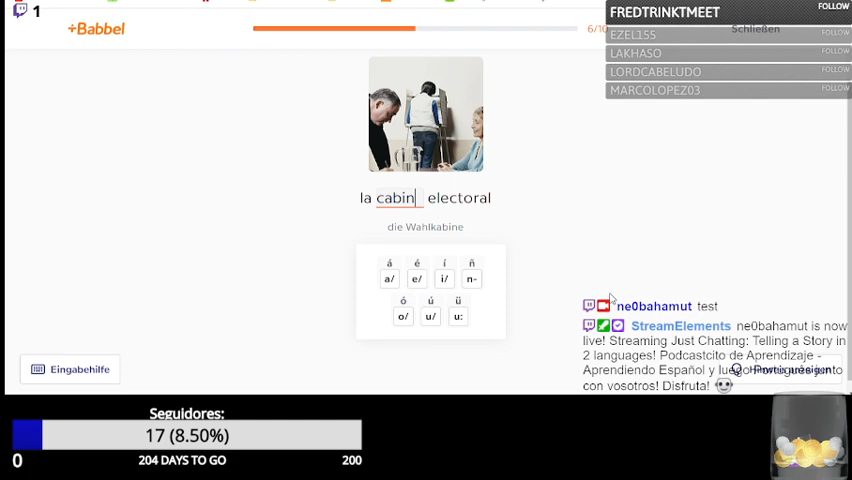 1
+Babbel
6/10
Schließen
FREDTRINKTMEET FOLLOW
EZEL155 FOLLOW
LAKHASO FOLLOW
LORDCABELUDO FOLLOW
MARCOLOPEZ03 FOLLOW
la cabin electoral
die Wahlkabine
á é í ñ
a/ e/ i/ n-
ó ú ü
o/ u/ u:
ne0bahamut test
StreamElements ne0bahamut is now
live! Streaming Just Chatting: Telling a Story in
2 languages! Podcastcito de Aprendizaje -
Aprendiendo Español y luego Portugués junto
con vosotros! Disfruta!
Eingabehilfe
Seguidores:
17 (8.50%)
0 204 DAYS TO GO 200